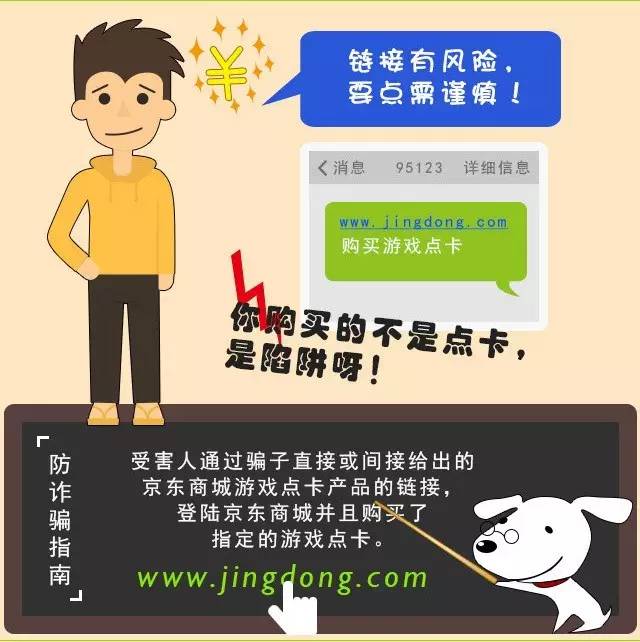 ¥
链接有风险，
要点需谨慎！
消息 95123 详细信息
www.jingdong.com
购买游戏点卡
你购买的不是点卡，
是陷阱呀！
防诈骗指南
受害人通过骗子直接或间接给出的
京东商城游戏点卡产品的链接，
登陆京东商城并且购买了
指定的游戏点卡。
www.jingdong.com